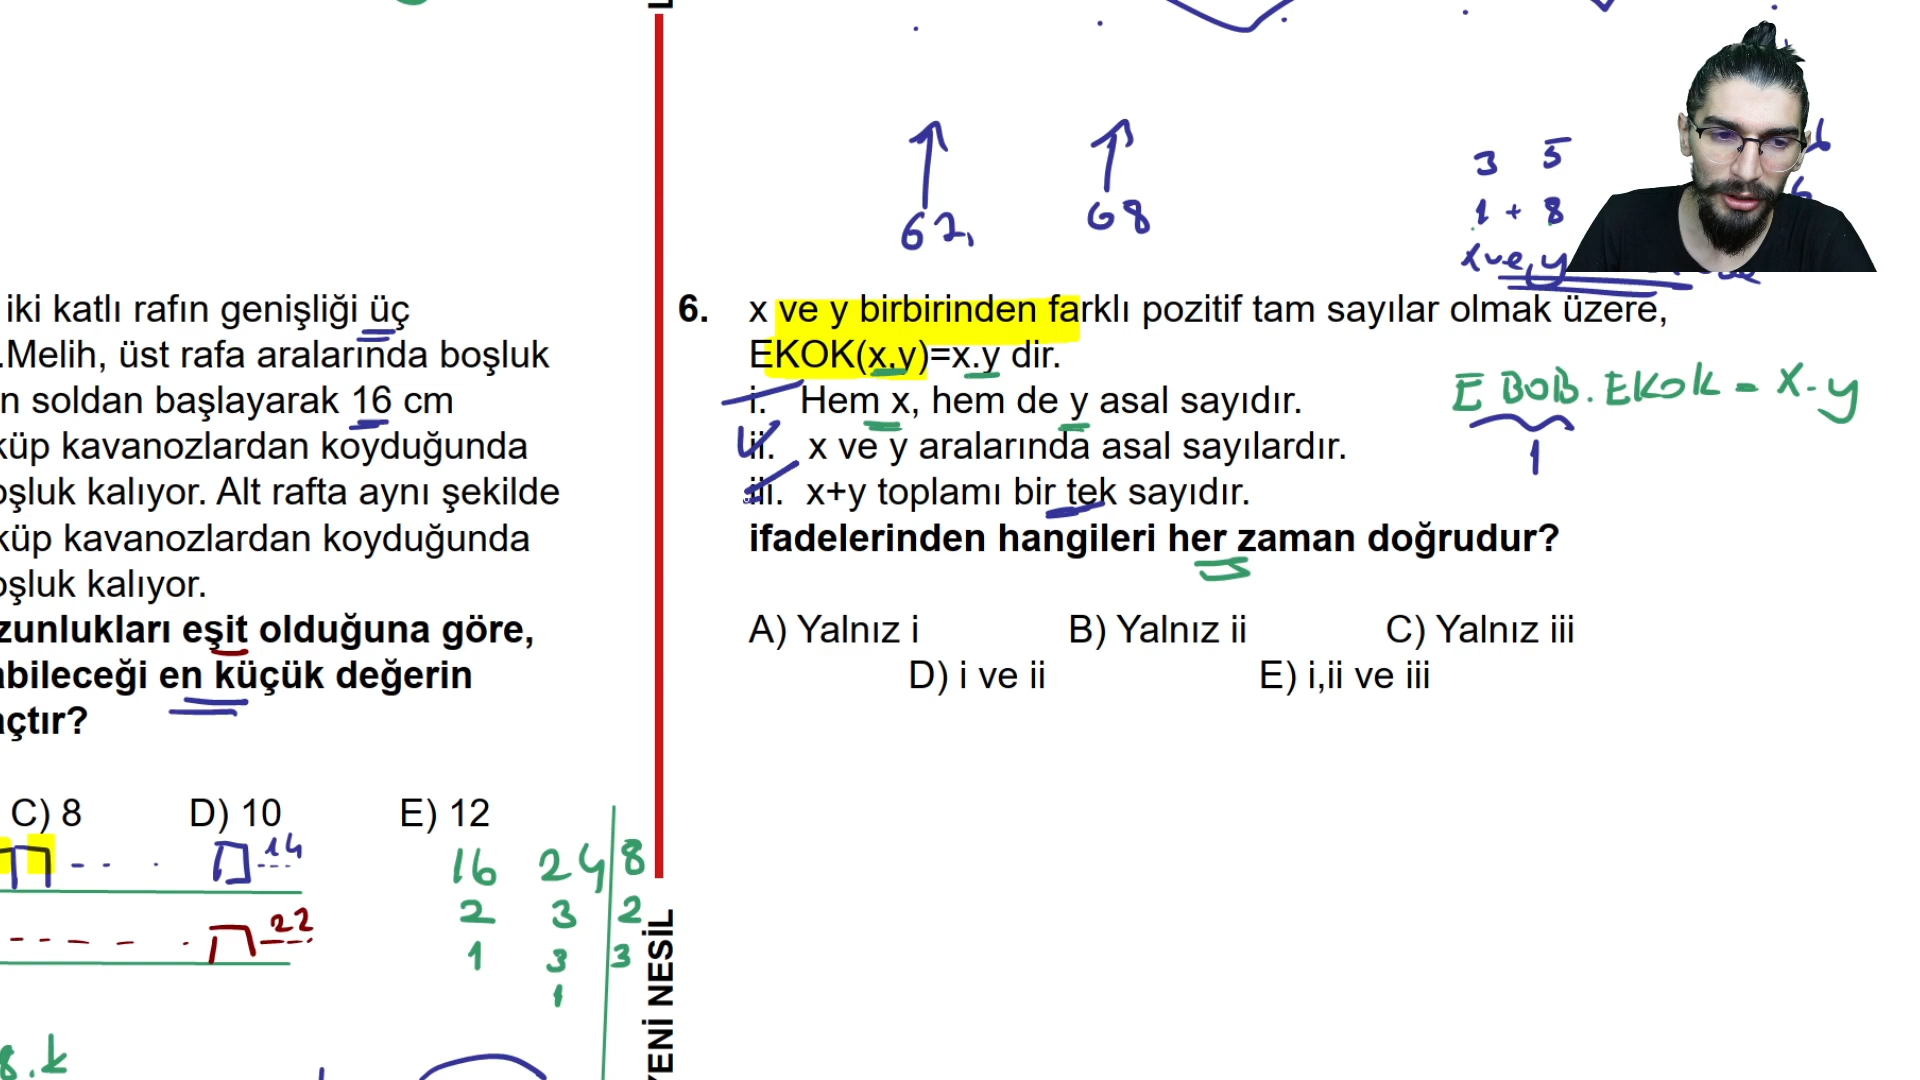 62,
68
3 5
1 + 8
x ve y
iki katlı rafın genişliği üç
.Melih, üst rafa aralarında boşluk
n soldan başlayarak 16 cm
küp kavanozlardan koyduğunda
oşluk kalıyor. Alt rafta aynı şekilde
küp kavanozlardan koyduğunda
oşluk kalıyor.
zunlukları eşit olduğuna göre,
abileceği en küçük değerin
açtır?
C) 8 D) 10 E) 12
14
22
16 24 8
2 3 2
1 3 3
1
8.k
YENİ NESİL
6. x ve y birbirinden farklı pozitif tam sayılar olmak üzere,
EKOK(x,y)=x.y dir.
i. Hem x, hem de y asal sayıdır.
ii. x ve y aralarında asal sayılardır.
iii. x+y toplamı bir tek sayıdır.
ifadelerinden hangileri her zaman doğrudur?
A) Yalnız i B) Yalnız ii C) Yalnız iii
D) i ve ii E) i,ii ve iii
EBOB.EKOK = x.y
1